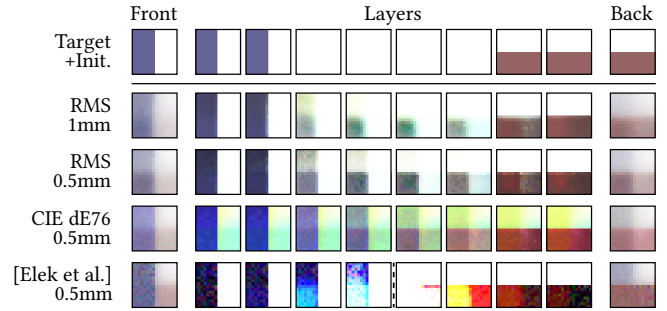 Front Layers Back
Target
+Init.
RMS
1mm
RMS
0.5mm
CIE dE76
0.5mm
[Elek et al.]
0.5mm